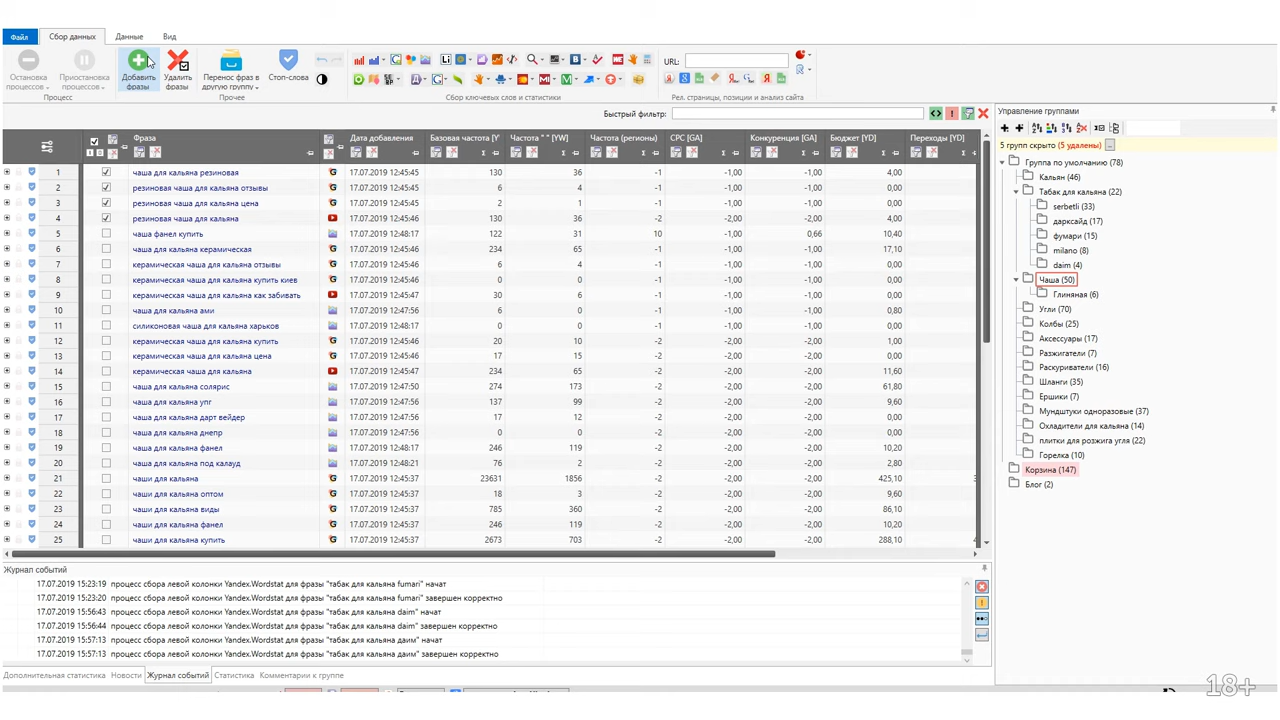 Файл Сбор данных Данные Вид
Остановка процессов
Приостановка процессов
Добавить фразы
Удалить фразы
Перенос фраз в другую группу
Стоп-слова
URL:
Процесс Прочее Сбор ключевых слов и статистики Rel. страницы, позиции и анализ сайта
Быстрый фильтр:
Фраза Дата добавления Базовая частота [Y Частота " " [YW] Частота (регионы) CPC [GA] Конкуренция [GA] Бюджет [YD] Переходы [YD]
1 чаша для кальяна резиновая 17.07.2019 12:45:45 130 36 -1 -1,00 -1,00 4,00
2 резиновая чаша для кальяна отзывы 17.07.2019 12:45:45 6 4 -1 -1,00 -1,00 0,00
3 резиновая чаша для кальяна цена 17.07.2019 12:45:45 2 1 -1 -1,00 -1,00 0,00
4 резиновая чаша для кальяна 17.07.2019 12:45:46 130 36 -2 -2,00 -2,00 4,00
5 чаша фанел купить 17.07.2019 12:48:17 122 31 10 -1,00 0,66 10,40
6 чаша для кальяна керамическая 17.07.2019 12:45:46 234 65 -1 -1,00 -1,00 17,10
7 керамическая чаша для кальяна отзывы 17.07.2019 12:45:46 6 4 -1 -1,00 -1,00 0,00
8 керамическая чаша для кальяна купить киев 17.07.2019 12:45:46 0 0 -1 -1,00 -1,00 0,00
9 керамическая чаша для кальяна как забивать 17.07.2019 12:45:47 30 6 -1 -1,00 -1,00 0,00
10 чаша для кальяна ами 17.07.2019 12:45:46 6 0 -1 -1,00 -1,00 0,80
11 силиконовая чаша для кальяна харьков 17.07.2019 12:48:17 0 0 -1 -1,00 -1,00 0,00
12 керамическая чаша для кальяна купить 17.07.2019 12:45:46 20 10 -2 -2,00 -2,00 1,00
13 керамическая чаша для кальяна цена 17.07.2019 12:45:46 17 15 -2 -2,00 -2,00 0,00
14 керамическая чаша для кальяна 17.07.2019 12:45:46 234 65 -2 -2,00 -2,00 11,60
15 чаша для кальяна солярис 17.07.2019 12:47:50 274 173 -2 -2,00 -2,00 61,80
16 чаша для кальяна упг 17.07.2019 12:47:56 137 99 -2 -2,00 -2,00 9,60
17 чаша для кальяна дарт вейдер 17.07.2019 12:47:56 17 12 -2 -2,00 -2,00 0,00
18 чаша для кальяна днепр 17.07.2019 12:47:56 0 0 -2 -2,00 -2,00 0,00
19 чаша для кальяна фанел 17.07.2019 12:48:17 246 119 -2 -2,00 -2,00 10,20
20 чаша для кальяна под калауд 17.07.2019 12:48:21 76 2 -2 -2,00 -2,00 2,80
21 чаши для кальяна 17.07.2019 12:45:37 23631 1856 -2 -2,00 -2,00 425,10
22 чаши для кальяна оптом 17.07.2019 12:45:37 18 3 -2 -2,00 -2,00 9,60
23 чаши для кальяна виды 17.07.2019 12:45:37 785 360 -2 -2,00 -2,00 86,10
24 чаши для кальяна фанел 17.07.2019 12:45:37 246 119 -2 -2,00 -2,00 10,20
25 чаши для кальяна купить 17.07.2019 12:45:37 2673 703 -2 -2,00 -2,00 288,10
Управление группами
5 групп скрыто (5 удалены) ...
Группа по умолчанию (78)
Кальян (46)
Табак для кальяна (22)
serbetli (33)
дарксайд (17)
фумари (15)
milano (8)
daim (4)
Чаша (50)
Глиняная (6)
Угли (70)
Колбы (25)
Аксессуары (17)
Разжигатели (7)
Раскуриватели (16)
Шланги (35)
Ершики (7)
Мундштуки одноразовые (37)
Охладители для кальяна (14)
плитки для розжига угля (22)
Горелка (10)
Корзина (147)
Блог (2)
Журнал событий
17.07.2019 15:23:19 процесс сбора левой колонки Yandex.Wordstat для фразы "табак для кальяна fumari" начат
17.07.2019 15:23:20 процесс сбора левой колонки Yandex.Wordstat для фразы "табак для кальяна fumari" завершен корректно
17.07.2019 15:56:43 процесс сбора левой колонки Yandex.Wordstat для фразы "табак для кальяна daim" начат
17.07.2019 15:56:44 процесс сбора левой колонки Yandex.Wordstat для фразы "табак для кальяна daim" завершен корректно
17.07.2019 15:57:13 процесс сбора левой колонки Yandex.Wordstat для фразы "табак для кальяна даим" начат
17.07.2019 15:57:13 процесс сбора левой колонки Yandex.Wordstat для фразы "табак для кальяна даим" завершен корректно
Дополнительная статистика Новости Журнал событий Статистика Комментарии к группе
18+